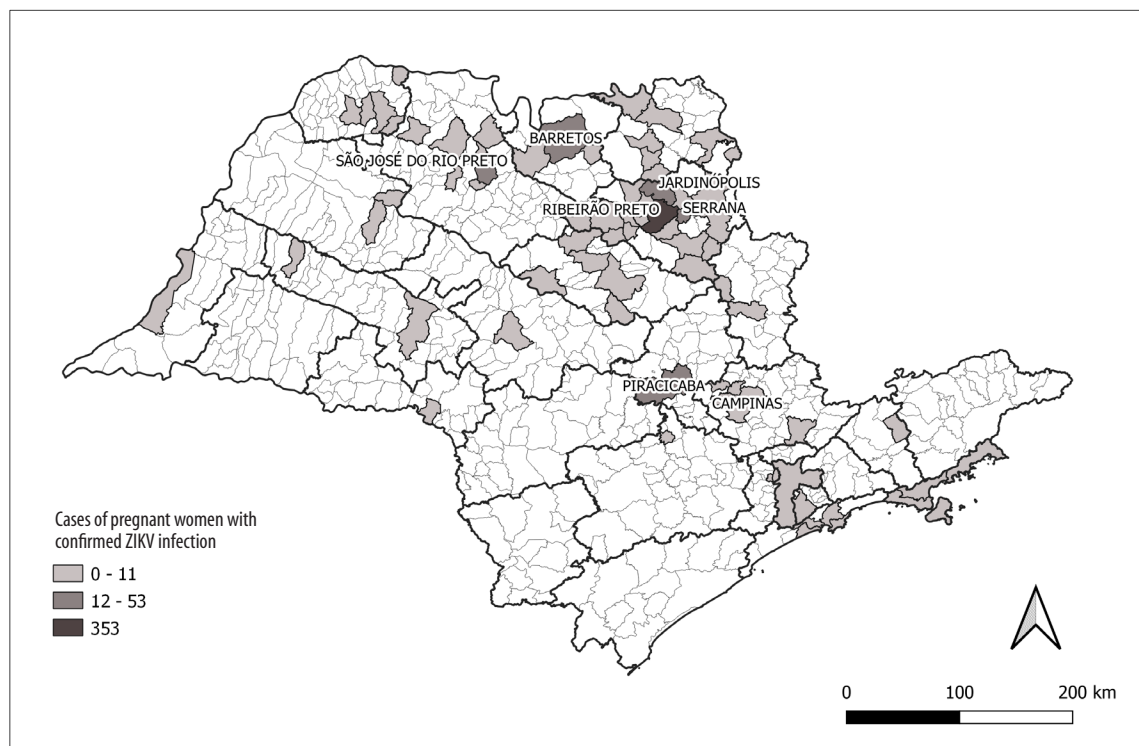 BARRETOS
SÃO JOSÉ DO RIO PRETO
JARDINÓPOLIS
RIBEIRÃO PRETO
SERRANA
PIRACICABA
CAMPINAS
Cases of pregnant women with
confirmed ZIKV infection
0 - 11
12 - 53
353
0 100 200 km